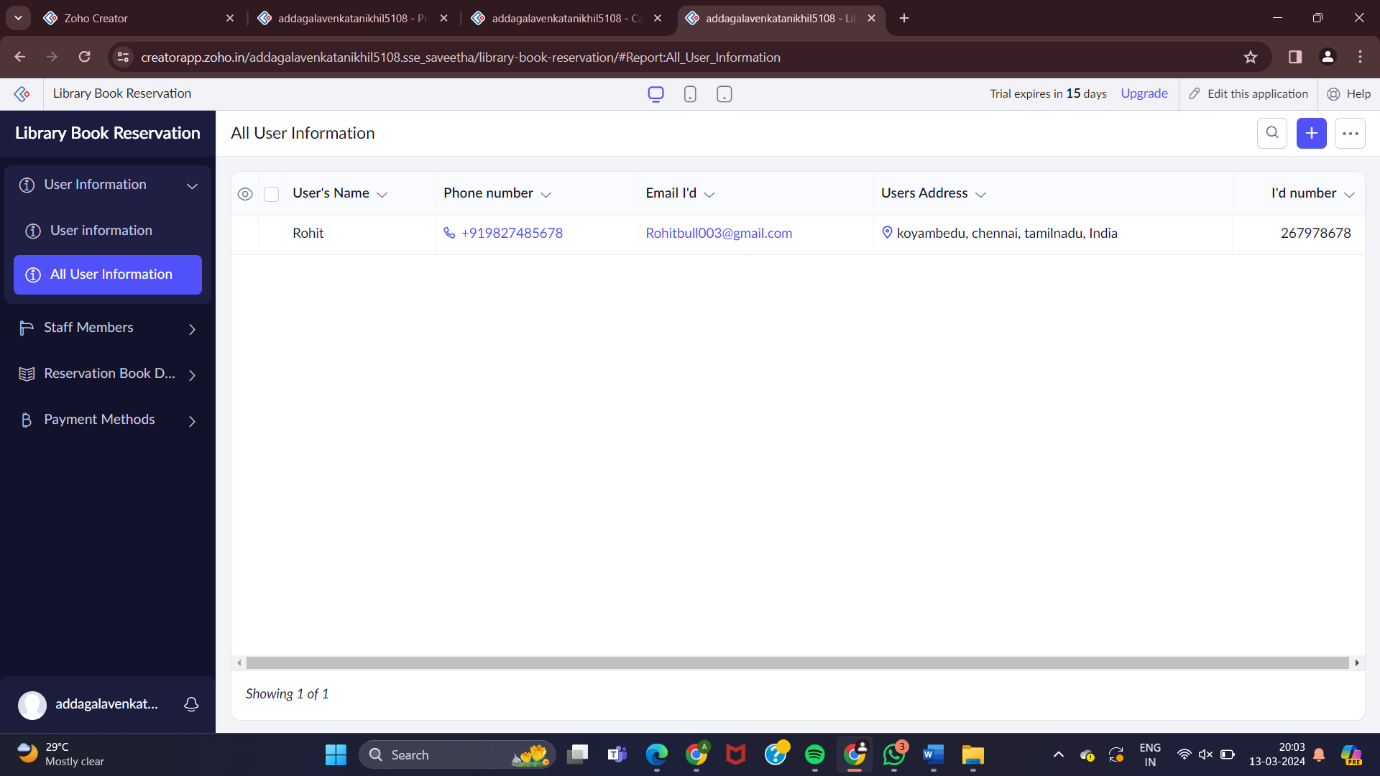 Zoho Creator
addagalavenkatanikhil5108 - Pr
addagalavenkatanikhil5108 - Ca
addagalavenkatanikhil5108 - Li
creatorapp.zoho.in/addagalavenkatanikhil5108.sse_saveetha/library-book-reservation/#Report:All_User_Information
Library Book Reservation
Trial expires in 15 days
Upgrade
Edit this application
Help
Library Book Reservation
All User Information
User Information
User information
All User Information
Staff Members
Reservation Book D...
Payment Methods
User's Name
Phone number
Email I'd
Users Address
I'd number
Rohit
+919827485678
Rohitbull003@gmail.com
koyambedu, chennai, tamilnadu, India
267978678
Showing 1 of 1
addagalavenkat...
29°C
Mostly clear
Search
A
3
ENG
IN
20:03
13-03-2024
PRE